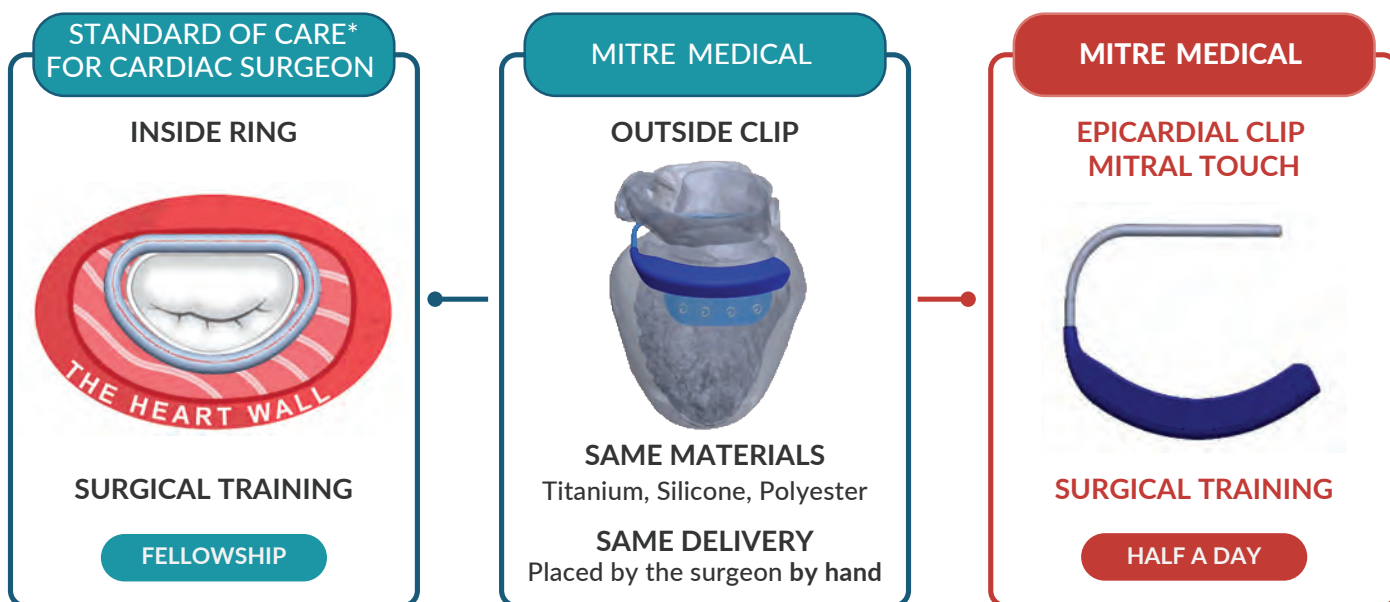 STANDARD OF CARE*
FOR CARDIAC SURGEON
INSIDE RING
THE HEART WALL
SURGICAL TRAINING
FELLOWSHIP
MITRE MEDICAL
OUTSIDE CLIP
SAME MATERIALS
Titanium, Silicone, Polyester
SAME DELIVERY
Placed by the surgeon by hand
MITRE MEDICAL
EPICARDIAL CLIP
MITRAL TOUCH
SURGICAL TRAINING
HALF A DAY